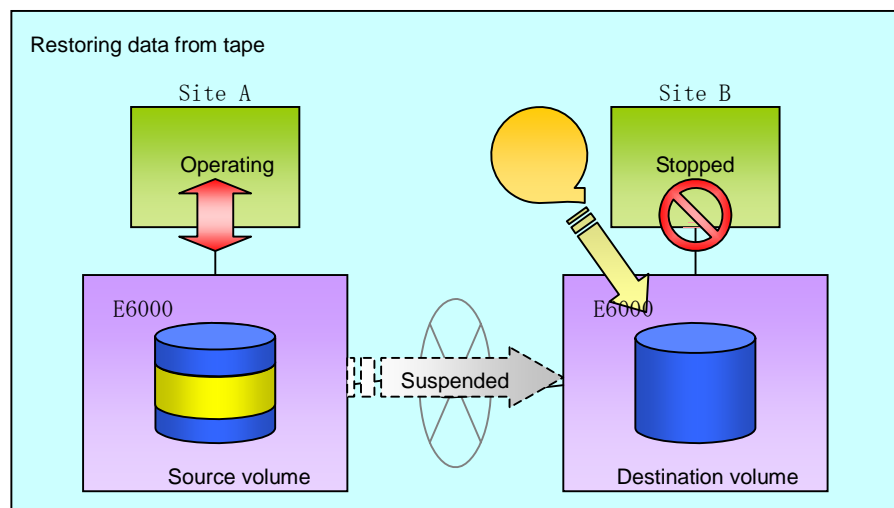 Restoring data from tape
Site A
Site B
Operating
Stopped
E6000
E6000
Suspended
Source volume
Destination volume